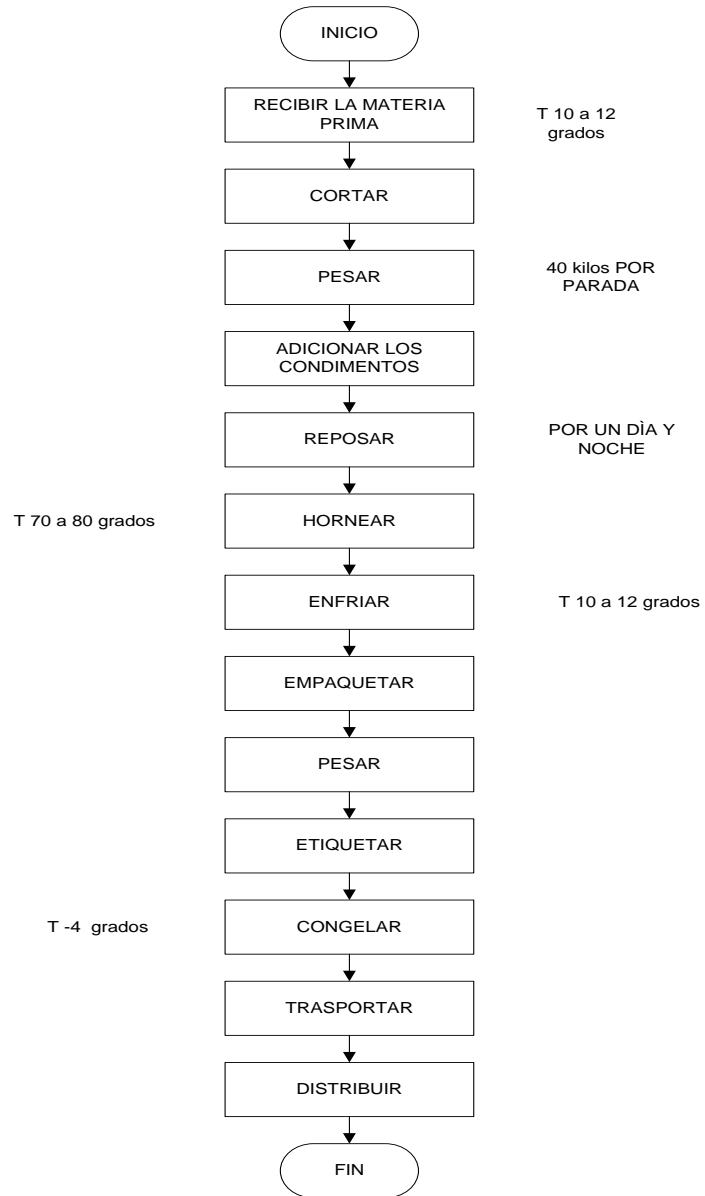 INICIO
RECIBIR LA MATERIA
PRIMA
T 10 a 12
grados
CORTAR
PESAR
40 kilos POR
PARADA
ADICIONAR LOS
CONDIMENTOS
REPOSAR
POR UN DÌA Y
NOCHE
T 70 a 80 grados
HORNEAR
ENFRIAR
T 10 a 12 grados
EMPAQUETAR
PESAR
ETIQUETAR
T -4 grados
CONGELAR
TRASPORTAR
DISTRIBUIR
FIN